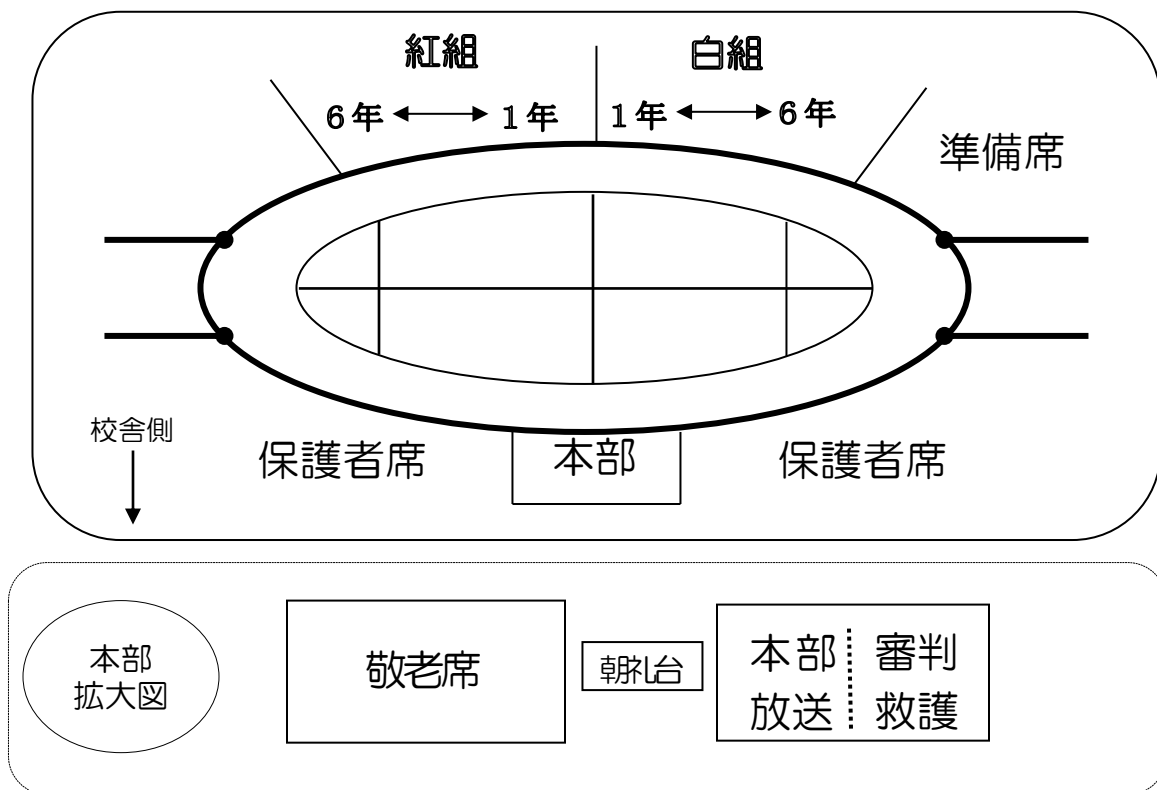 紅組
白組
6年
1年
1年
6年
準備席
校舎側
保護者席
本部
保護者席
本部
拡大図
敬老席
朝礼台
本部
審判
放送
救護